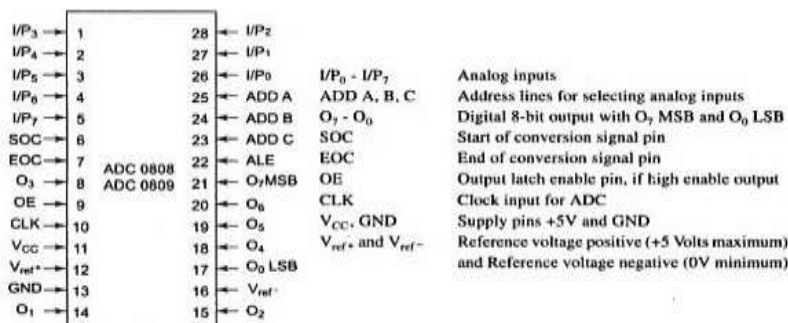 I/P₃ 1 28 I/P₂
I/P₄ 2 27 I/P₁
I/P₅ 3 26 I/P₀ I/P₀ - I/P₇ Analog inputs
I/P₆ 4 25 ADD A ADD A, B, C Address lines for selecting analog inputs
I/P₇ 5 24 ADD B O₇ - O₀ Digital 8-bit output with O₇ MSB and O₀ LSB
SOC 6 23 ADD C SOC Start of conversion signal pin
EOC 7 ADC 0808 22 ALE EOC End of conversion signal pin
O₃ 8 ADC 0809 21 O₇MSB OE Output latch enable pin, if high enable output
OE 9 20 O₆ CLK Clock input for ADC
CLK 10 19 O₅ V_CC, GND Supply pins +5V and GND
V_CC 11 18 O₄ V_ref+ and V_ref− Reference voltage positive (+5 Volts maximum)
V_ref+ 12 17 O₀ LSB and Reference voltage negative (0V minimum)
GND 13 16 V_ref-
O₁ 14 15 O₂